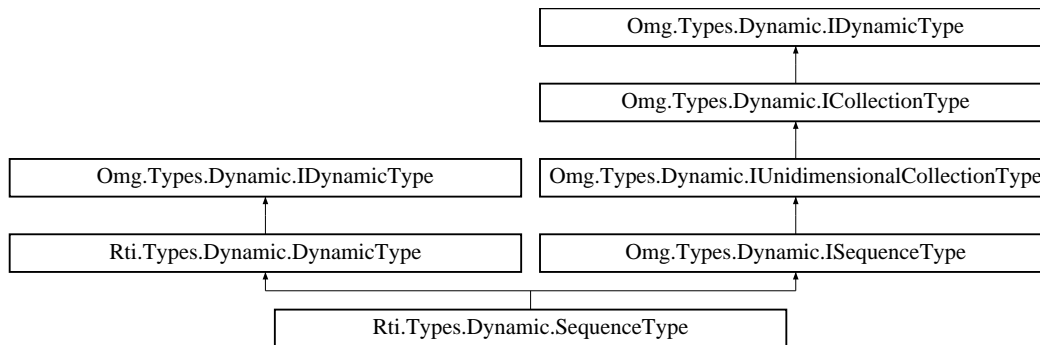 Omg.Types.Dynamic.IDynamicType
Omg.Types.Dynamic.ICollectionType
Omg.Types.Dynamic.IDynamicType
Omg.Types.Dynamic.IUnidimensionalCollectionType
Rti.Types.Dynamic.DynamicType
Omg.Types.Dynamic.ISequenceType
Rti.Types.Dynamic.SequenceType